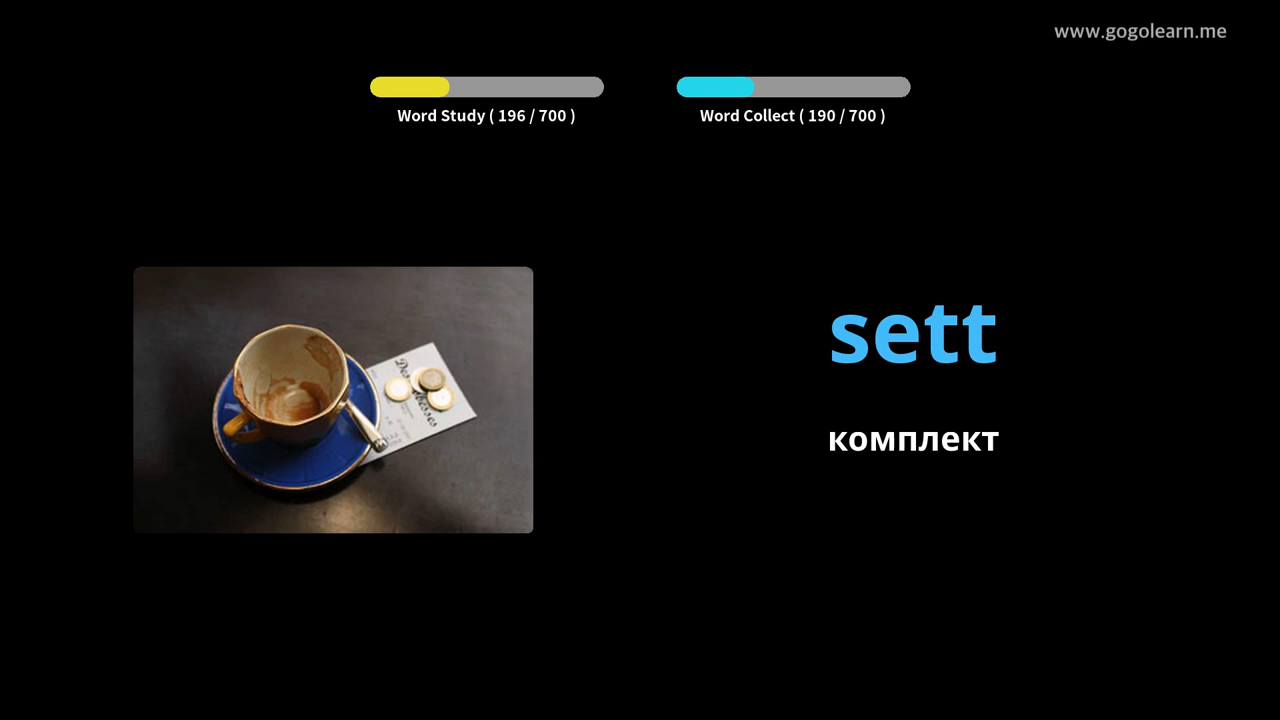 www.gogolearn.me
Word Study ( 196 / 700 )
Word Collect ( 190 / 700 )
sett
комплект